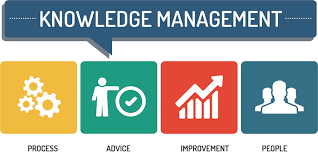 KNOWLEDGE MANAGEMENT
PROCESS ADVICE IMPROVEMENT PEOPLE